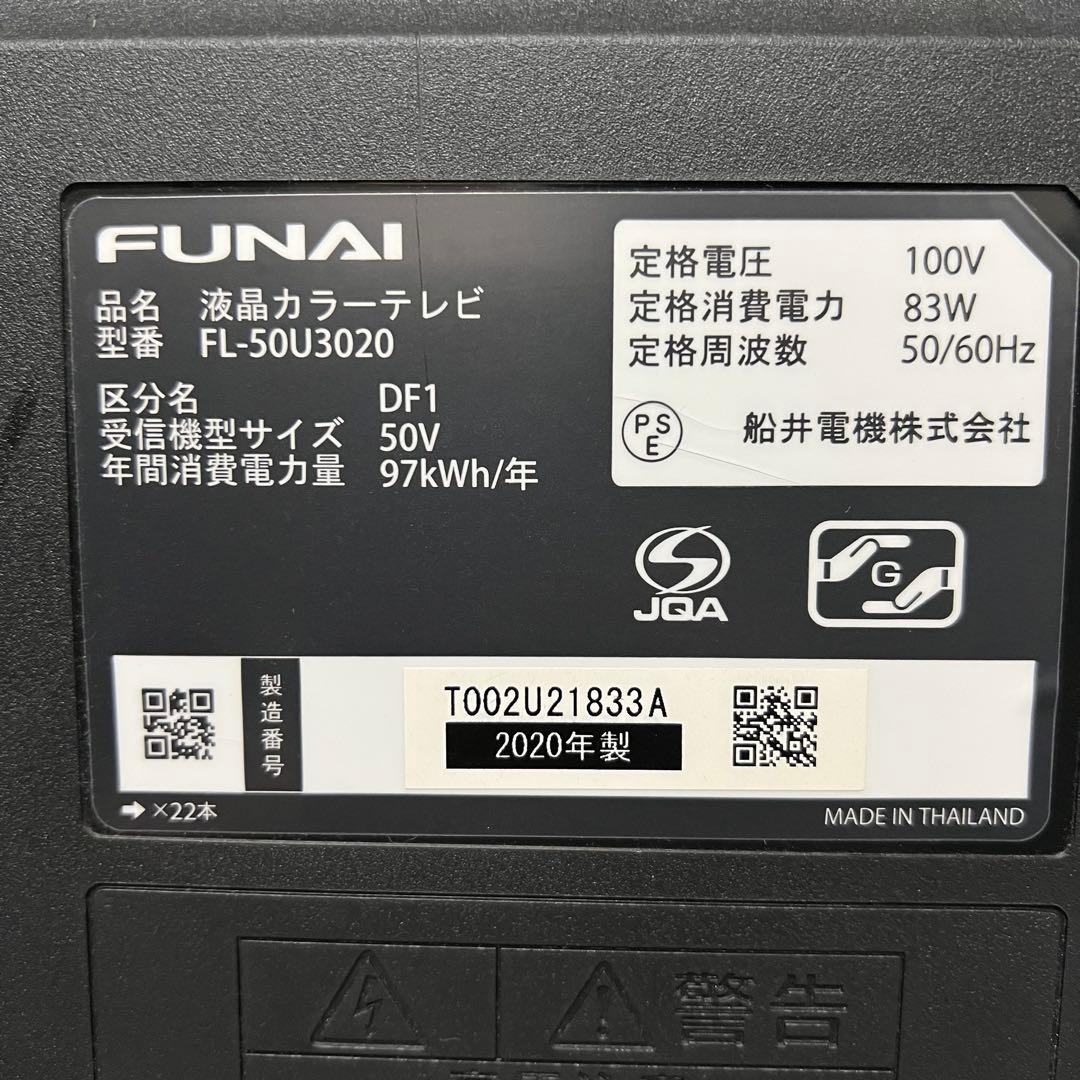 FUNAI
品名 液晶カラーテレビ
型番 FL-50U3020
区分名 DF1
受信機型サイズ 50V
年間消費電力量 97kWh/年
定格電圧 100V
定格消費電力 83W
定格周波数 50/60Hz
PSE 船井電機株式会社
JQA
G
製造番号
T002U21833A
2020年製
➡×22本
MADE IN THAILAND
警告